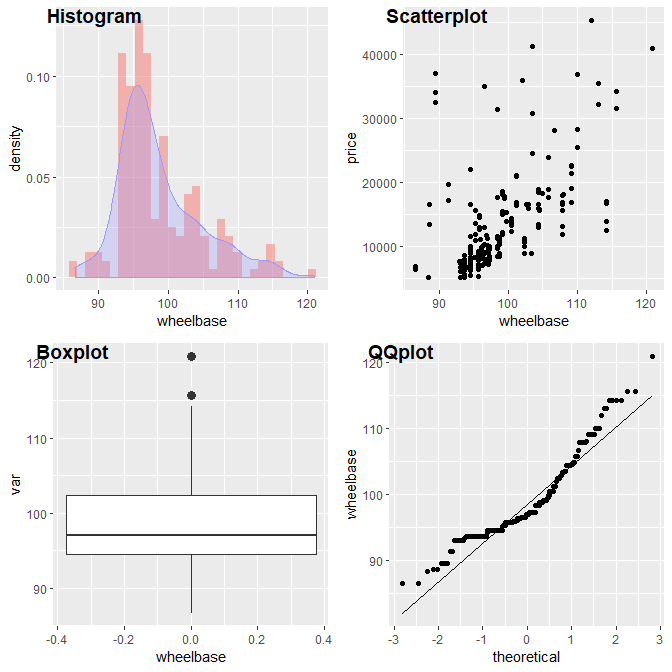 Histogram
density
0.10
0.05
0.00
90 100 110 120
wheelbase
Scatterplot
price
40000
30000
20000
10000
90 100 110 120
wheelbase
Boxplot
var
120
110
100
90
-0.4 -0.2 0.0 0.2 0.4
wheelbase
QQplot
wheelbase
120
110
100
90
-3 -2 -1 0 1 2 3
theoretical